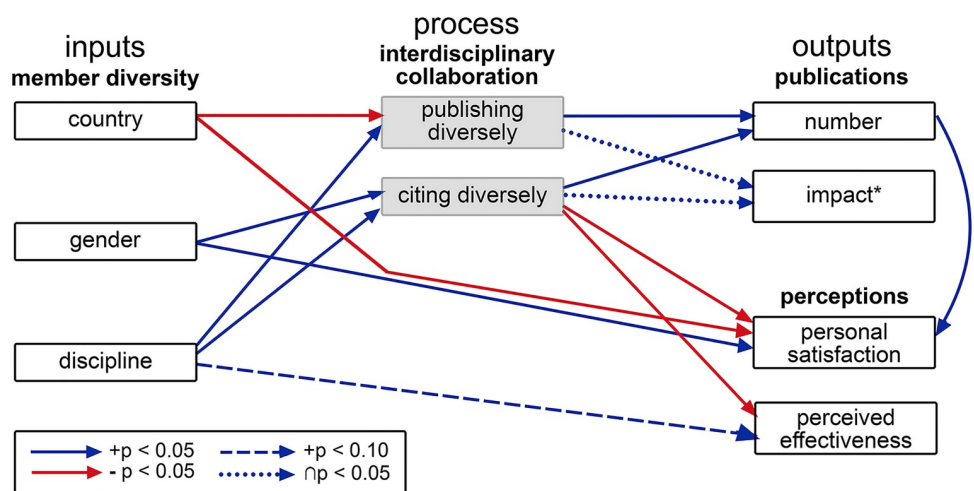 inputs
member diversity
country
gender
discipline
process
interdisciplinary
collaboration
publishing
diversely
citing diversely
outputs
publications
number
impact*
perceptions
personal
satisfaction
perceived
effectiveness
+p < 0.05
- p < 0.05
+p < 0.10
∩p < 0.05